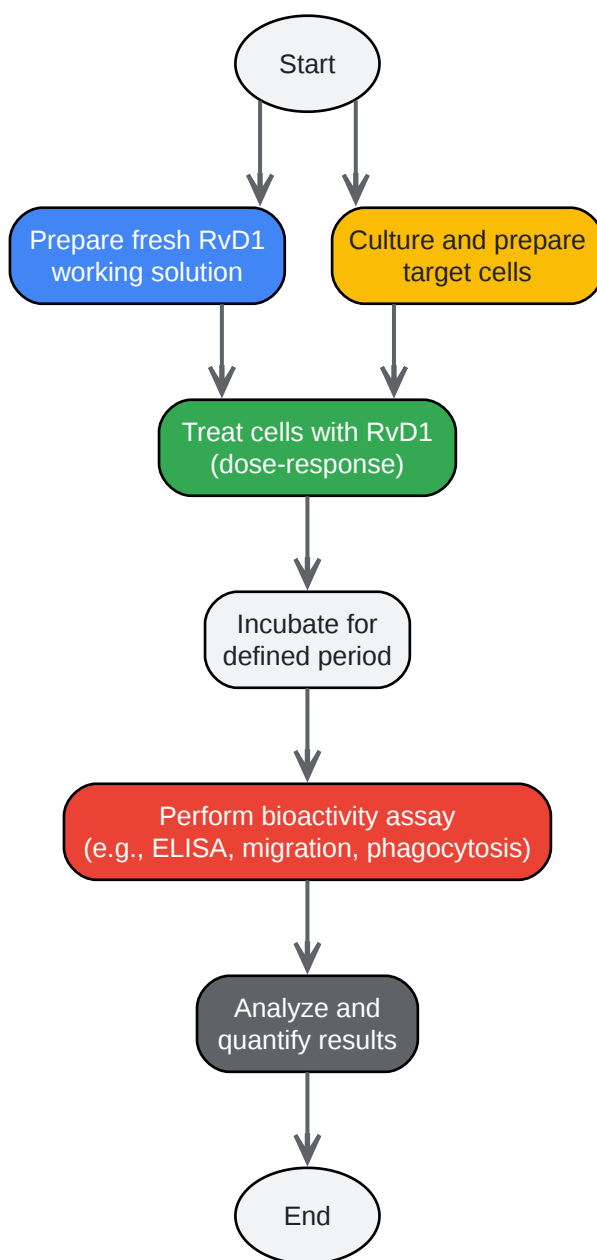 Start
Prepare fresh RvD1
working solution
Culture and prepare
target cells
Treat cells with RvD1
(dose-response)
Incubate for
defined period
Perform bioactivity assay
(e.g., ELISA, migration, phagocytosis)
Analyze and
quantify results
End